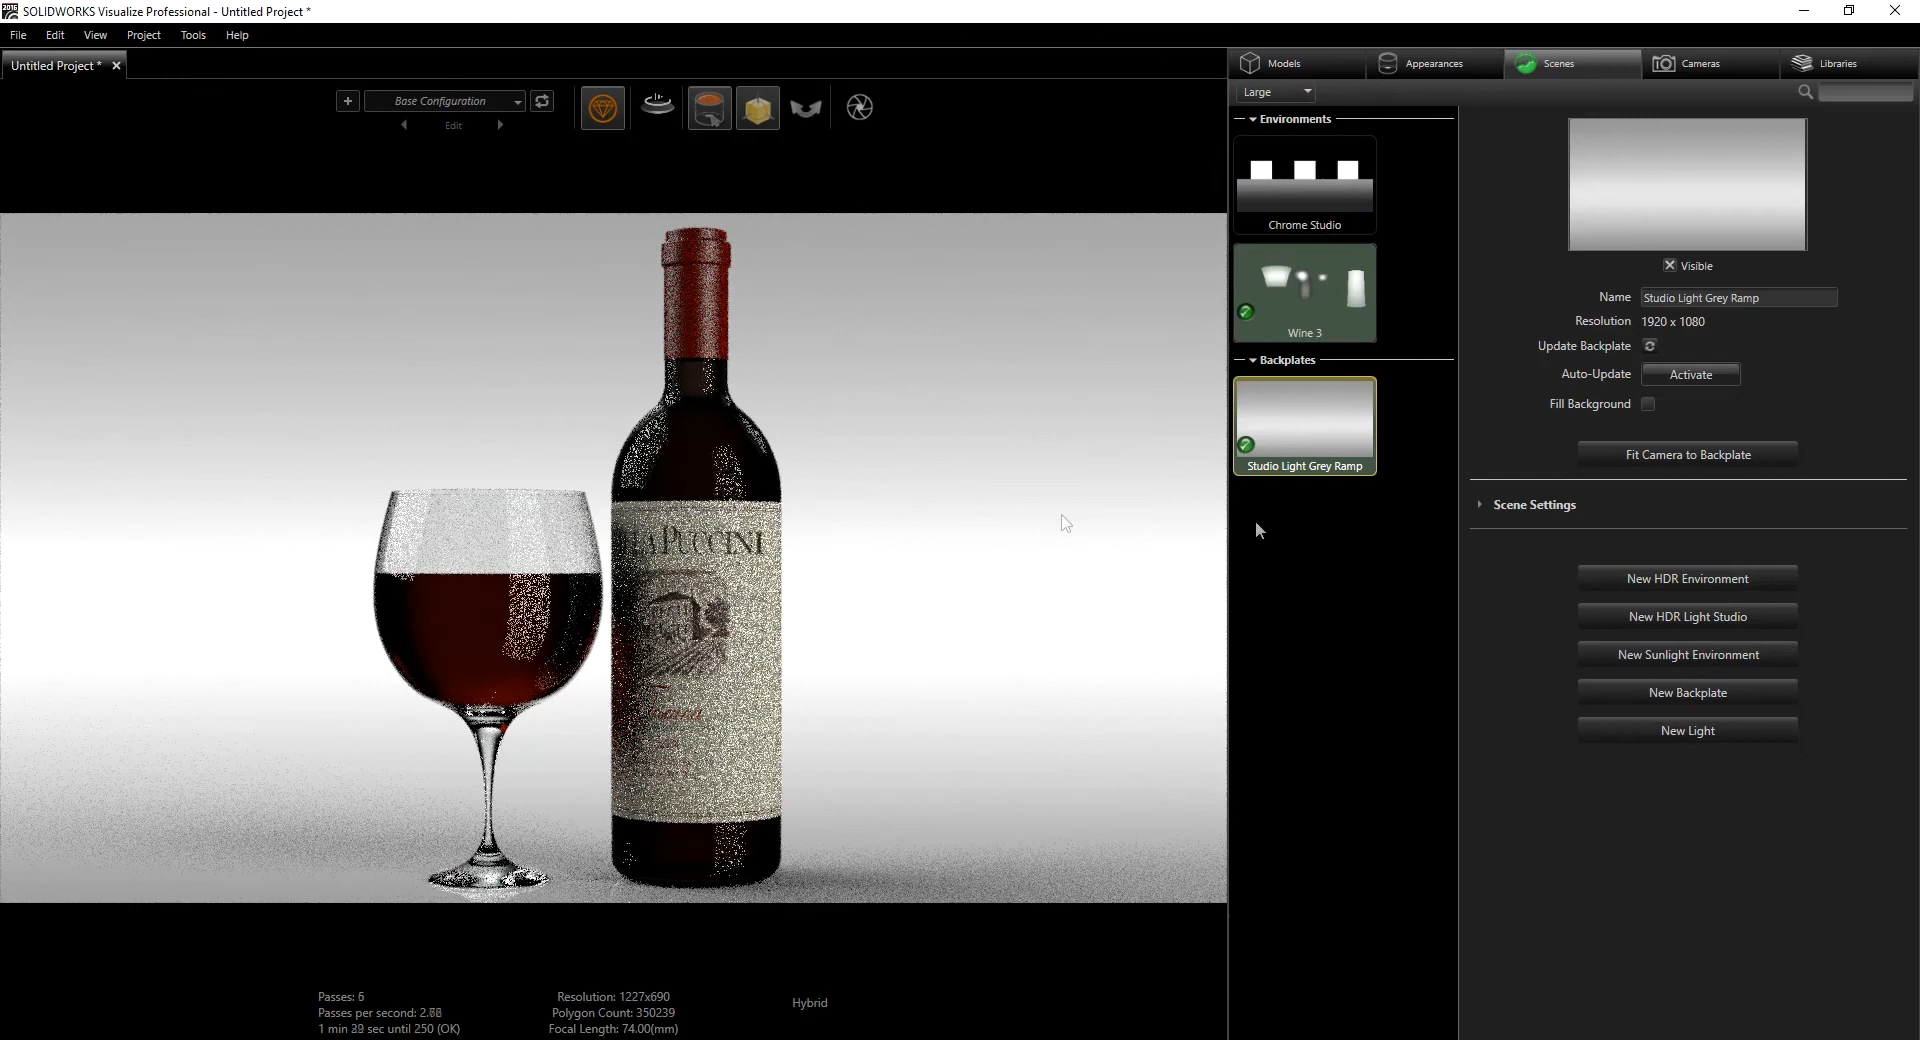 SOLIDWORKS Visualize Professional - Untitled Project *
File Edit View Project Tools Help
Untitled Project *
Models Appearances Scenes Cameras Libraries
Base Configuration
Edit
Large
Environments
Chrome Studio
Wine 3
Backplates
Studio Light Grey Ramp
Visible
Name Studio Light Grey Ramp
Resolution 1920 x 1080
Update Backplate
Auto-Update Activate
Fill Background
Fit Camera to Backplate
Scene Settings
New HDR Environment
New HDR Light Studio
New Sunlight Environment
New Backplate
New Light
PUCCINI
Passes: 6
Passes per second:
1 min sec until 250 (OK)
Resolution: 1227x690
Polygon Count: 350239
Focal Length: 74.00(mm)
Hybrid